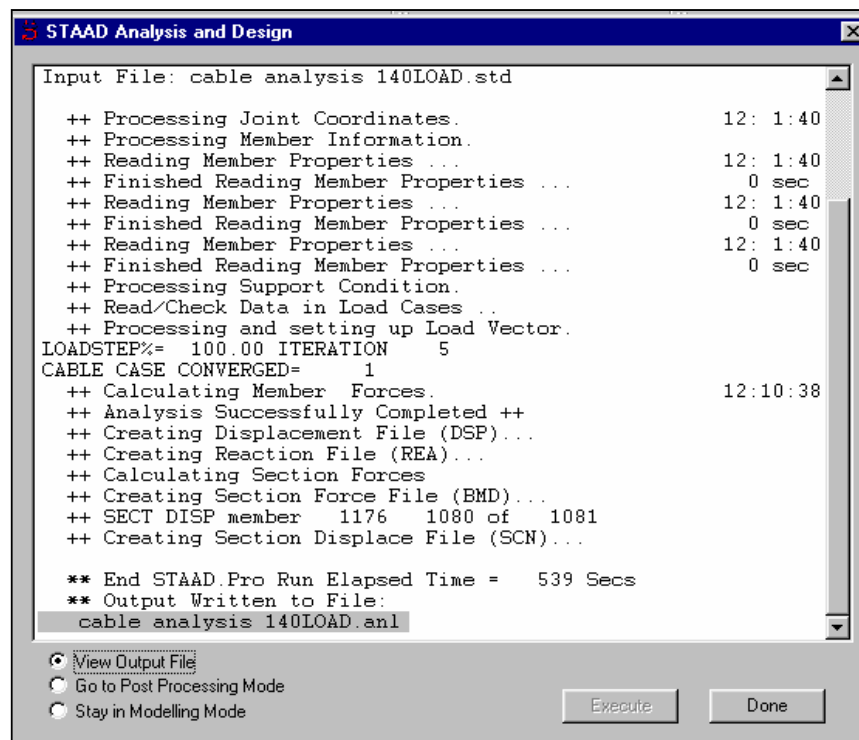 STAAD Analysis and Design
Input File: cable analysis 140LOAD.std
++ Processing Joint Coordinates. 12: 1:40
++ Processing Member Information.
++ Reading Member Properties ... 12: 1:40
++ Finished Reading Member Properties ... 0 sec
++ Reading Member Properties ... 12: 1:40
++ Finished Reading Member Properties ... 0 sec
++ Reading Member Properties ... 12: 1:40
++ Finished Reading Member Properties ... 0 sec
++ Processing Support Condition.
++ Read/Check Data in Load Cases ..
++ Processing and setting up Load Vector.
LOADSTEP%= 100.00 ITERATION 5
CABLE CASE CONVERGED= 1
++ Calculating Member Forces. 12:10:38
++ Analysis Successfully Completed ++
++ Creating Displacement File (DSP)...
++ Creating Reaction File (REA)...
++ Calculating Section Forces
++ Creating Section Force File (BMD)...
++ SECT DISP member 1176 1080 of 1081
++ Creating Section Displace File (SCN)...
** End STAAD.Pro Run Elapsed Time = 539 Secs
** Output Written to File:
cable analysis 140LOAD.anl
View Output File
Go to Post Processing Mode
Stay in Modelling Mode
Execute
Done